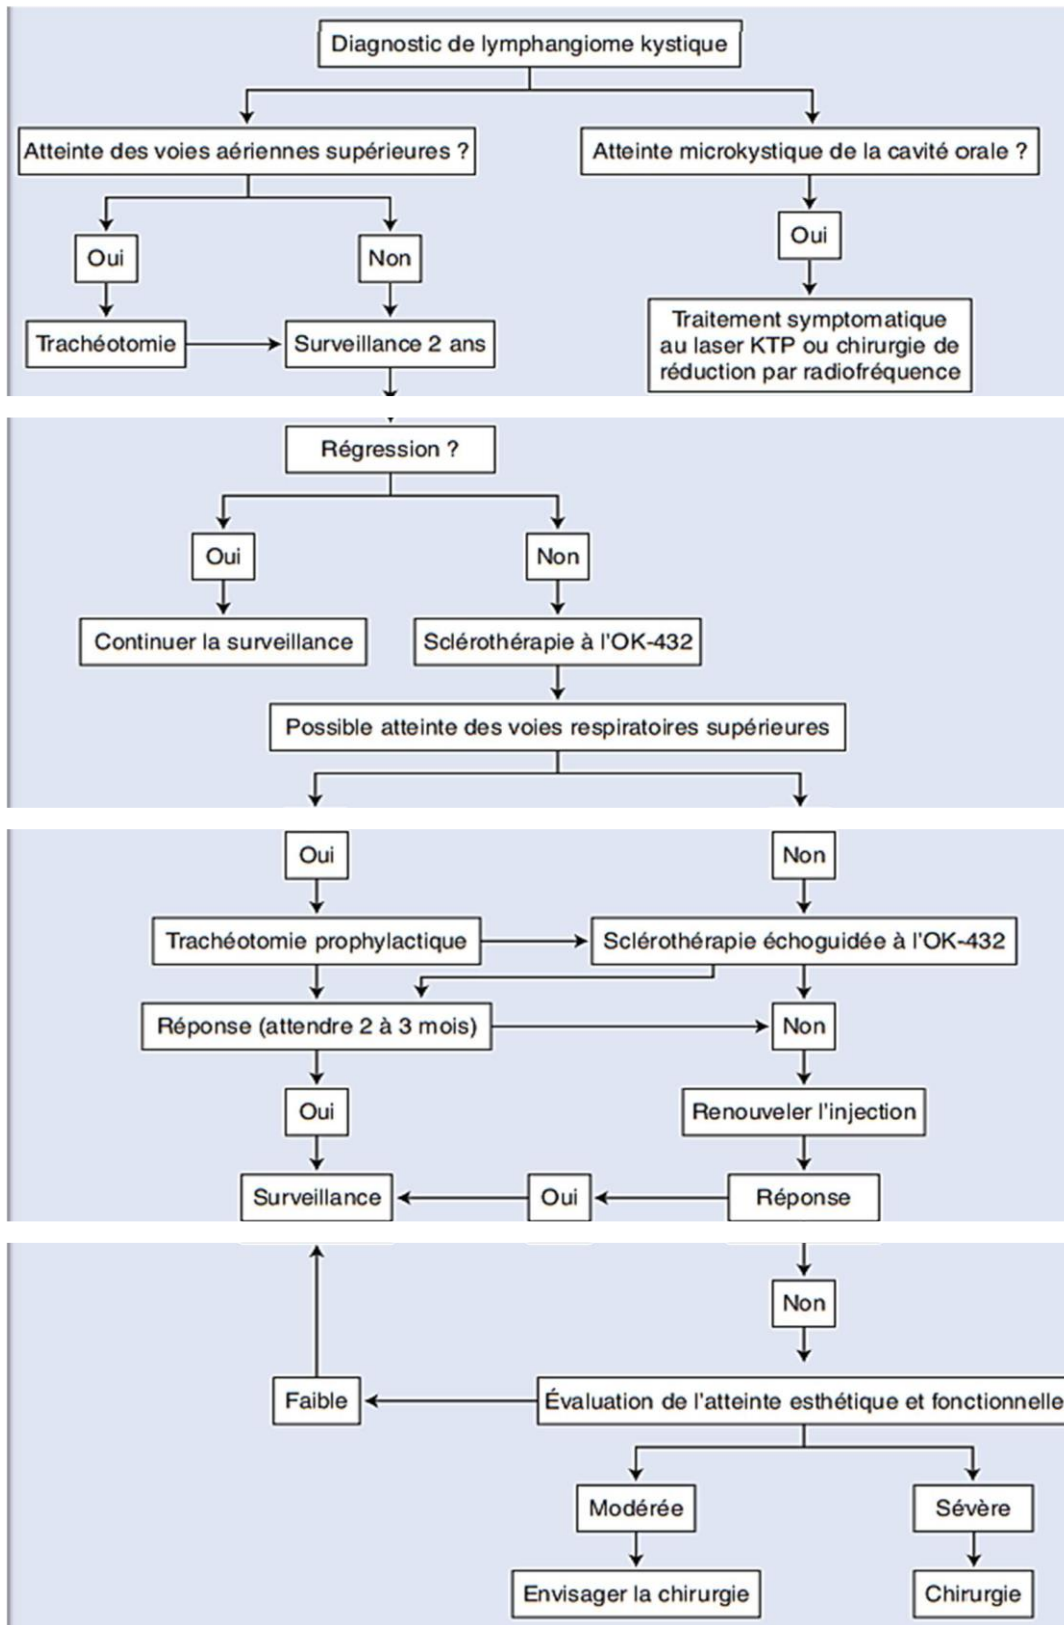 Diagnostic de lymphangiome kystique
Atteinte des voies aériennes supérieures ?
Atteinte microkystique de la cavité orale ?
Oui
Non
Oui
Trachéotomie
Surveillance 2 ans
Traitement symptomatique
au laser KTP ou chirurgie de
réduction par radiofréquence
Régression ?
Oui
Non
Continuer la surveillance
Sclérothérapie à l'OK-432
Possible atteinte des voies respiratoires supérieures
Oui
Non
Trachéotomie prophylactique
Sclérothérapie échoguidée à l'OK-432
Réponse (attendre 2 à 3 mois)
Non
Oui
Renouveler l'injection
Surveillance
Oui
Réponse
Non
Faible
Évaluation de l'atteinte esthétique et fonctionnelle
Modérée
Sévère
Envisager la chirurgie
Chirurgie